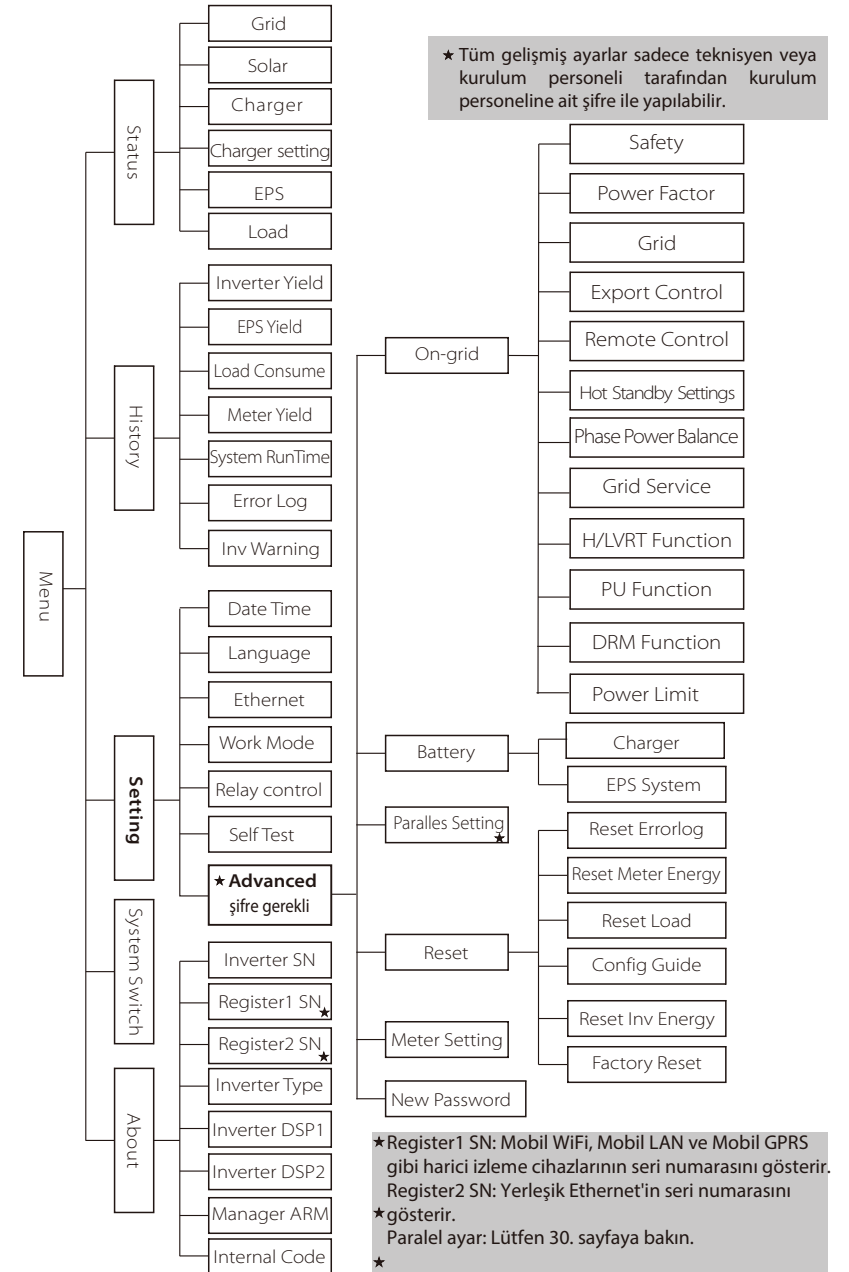 Menu
Status
Grid
Solar
Charger
Charger setting
EPS
Load
History
Inverter Yield
EPS Yield
Load Consume
Meter Yield
System RunTime
Error Log
Inv Warning
Setting
Date Time
Language
Ethernet
Work Mode
Relay control
Self Test
★ Advanced
şifre gerekli
System Switch
About
Inverter SN
Register1 SN ★
Register2 SN ★
Inverter Type
Inverter DSP1
Inverter DSP2
Manager ARM
Internal Code
★ Tüm gelişmiş ayarlar sadece teknisyen veya
kurulum personeli tarafından kurulum
personeline ait şifre ile yapılabilir.
On-grid
Safety
Power Factor
Grid
Export Control
Remote Control
Hot Standby Settings
Phase Power Balance
Grid Service
H/LVRT Function
PU Function
DRM Function
Power Limit
Battery
Charger
EPS System
Paralles Setting ★
Reset
Reset Errorlog
Reset Meter Energy
Reset Load
Config Guide
Reset Inv Energy
Factory Reset
Meter Setting
New Password
★ Register1 SN: Mobil WiFi, Mobil LAN ve Mobil GPRS
gibi harici izleme cihazlarının seri numarasını gösterir.
Register2 SN: Yerleşik Ethernet'in seri numarasını
★ gösterir.
Paralel ayar: Lütfen 30. sayfaya bakın.
★